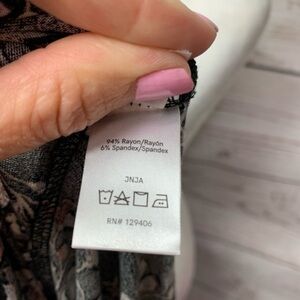 94% Rayon/Rayón
6% Spandex/Spandex
JNJA
RN# 129406